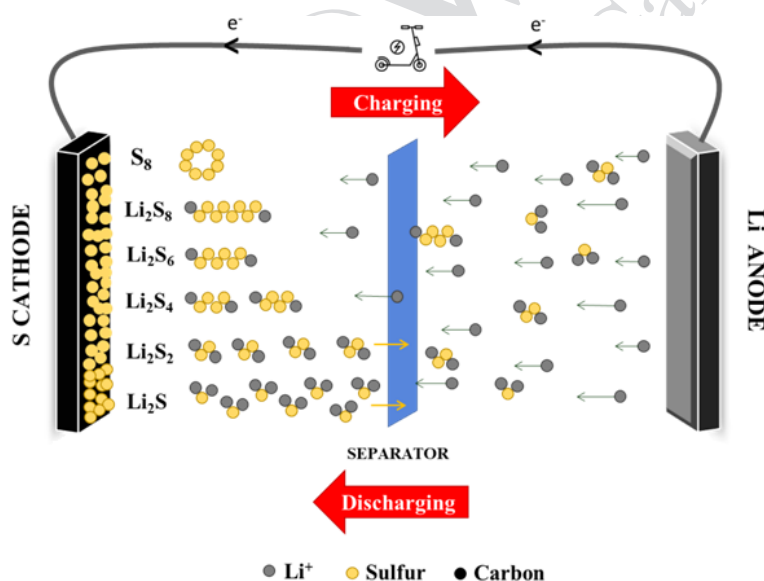 e⁻
e⁻
Charging
S₈
Li₂S₈
Li₂S₆
Li₂S₄
Li₂S₂
Li₂S
S CATHODE
Li ANODE
SEPARATOR
Discharging
Li⁺
Sulfur
Carbon